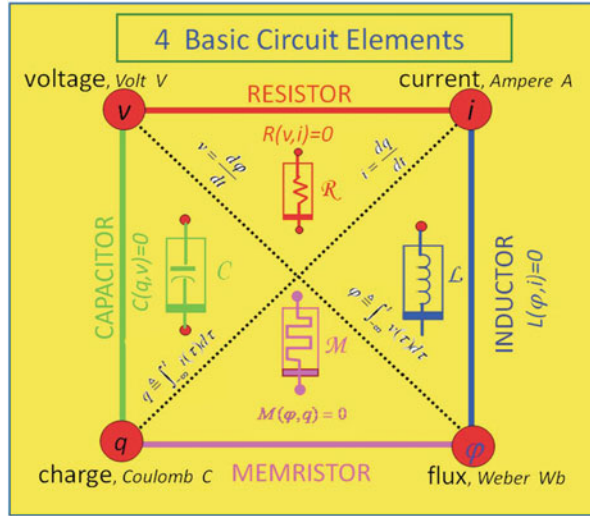 4 Basic Circuit Elements
voltage, Volt V
current, Ampere A
v
RESISTOR
i
R(v,i)=0
v = dφ/dt
i = dq/dt
ℛ
CAPACITOR
C(q,v)=0
C
ℒ
INDUCTOR
L(φ,i)=0
q ≜ ∫_{-∞}^{t} i(τ)dτ
φ ≜ ∫_{-∞}^{t} v(τ)dτ
ℳ
M(φ,q) = 0
q
MEMRISTOR
φ
charge, Coulomb C
flux, Weber Wb